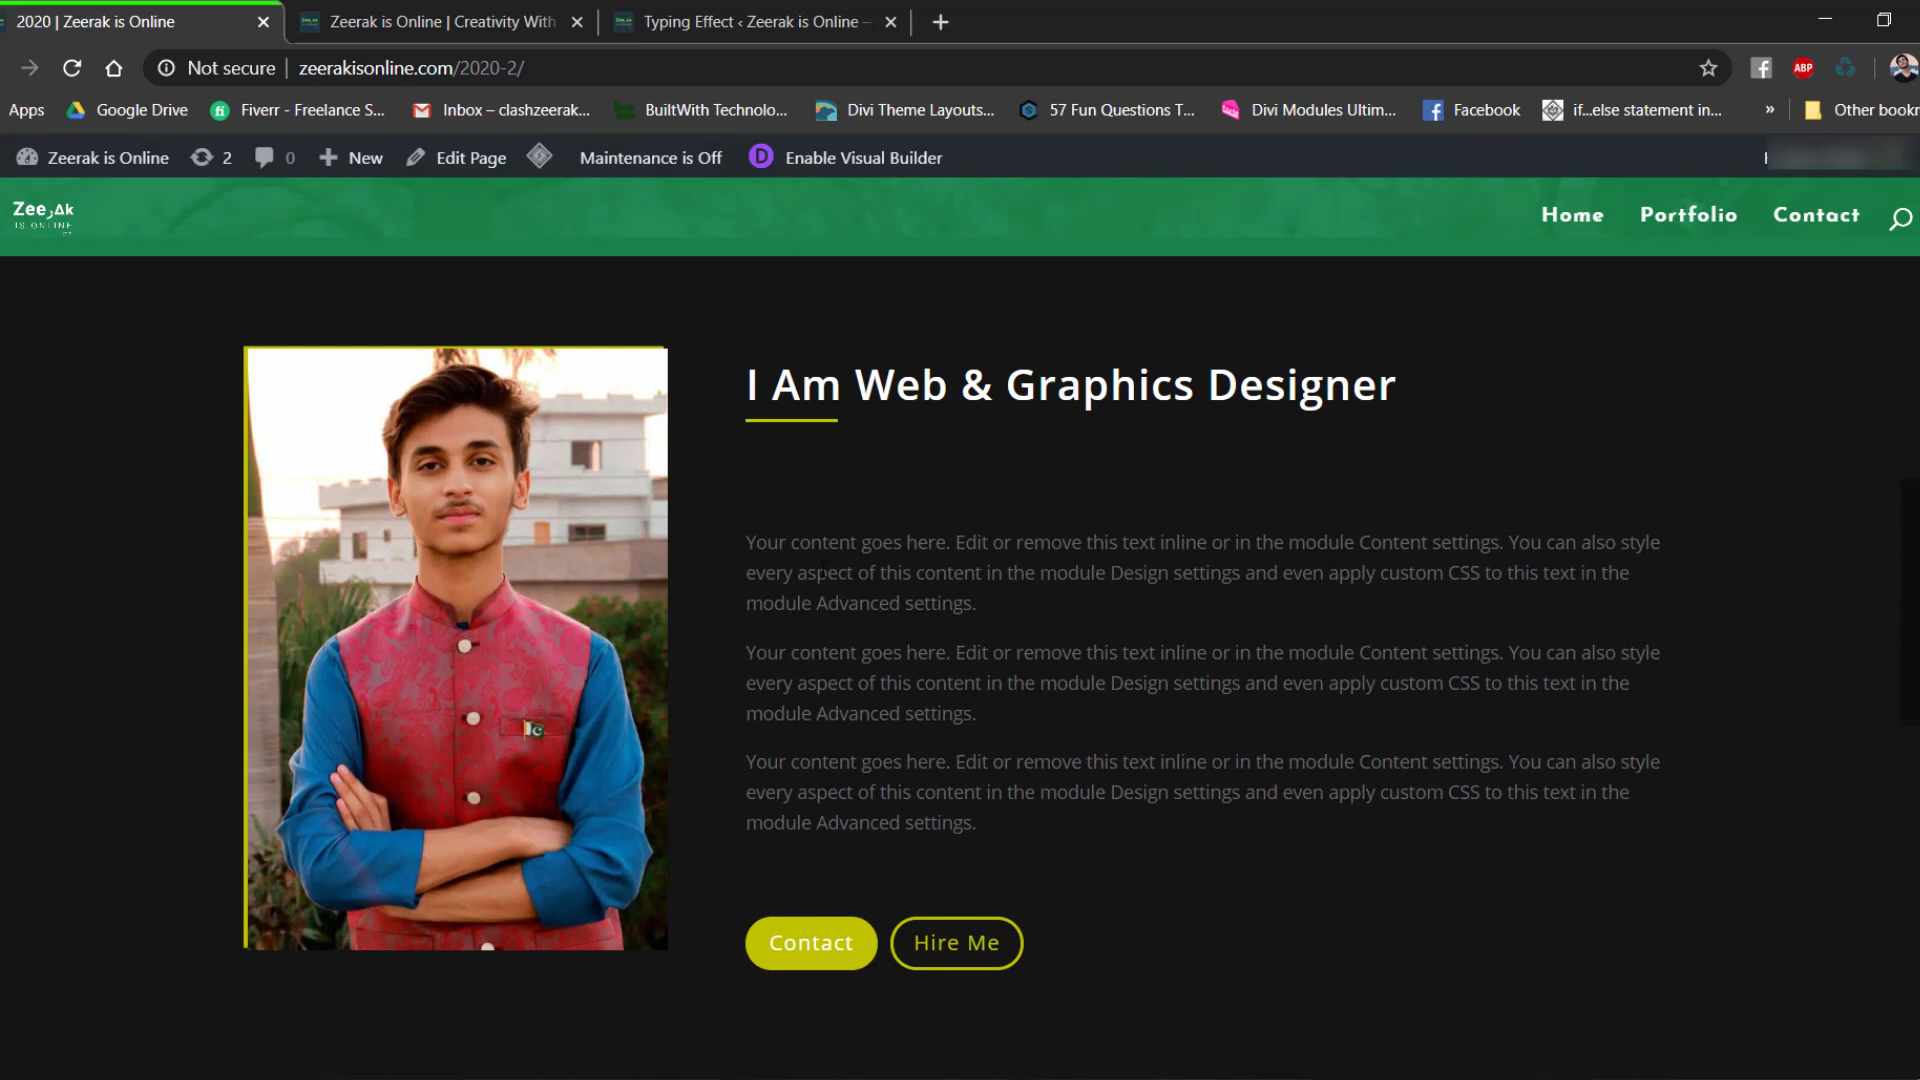 2020 | Zeerak is Online
Zeerak is Online | Creativity With
Typing Effect ‹ Zeerak is Online –
Not secure
zeerakisonline.com/2020-2/
ABP
Apps
Google Drive
Fiverr - Freelance S...
Inbox – clashzeerak...
BuiltWith Technolo...
Divi Theme Layouts...
57 Fun Questions T...
Divi Modules Ultim...
Facebook
if...else statement in...
»
Other bookr
Zeerak is Online
2
0
New
Edit Page
Maintenance is Off
D
Enable Visual Builder
IS ONLINE
Home
Portfolio
Contact
I Am Web & Graphics Designer
Your content goes here. Edit or remove this text inline or in the module Content settings. You can also style
every aspect of this content in the module Design settings and even apply custom CSS to this text in the
module Advanced settings.
Your content goes here. Edit or remove this text inline or in the module Content settings. You can also style
every aspect of this content in the module Design settings and even apply custom CSS to this text in the
module Advanced settings.
Your content goes here. Edit or remove this text inline or in the module Content settings. You can also style
every aspect of this content in the module Design settings and even apply custom CSS to this text in the
module Advanced settings.
Contact
Hire Me